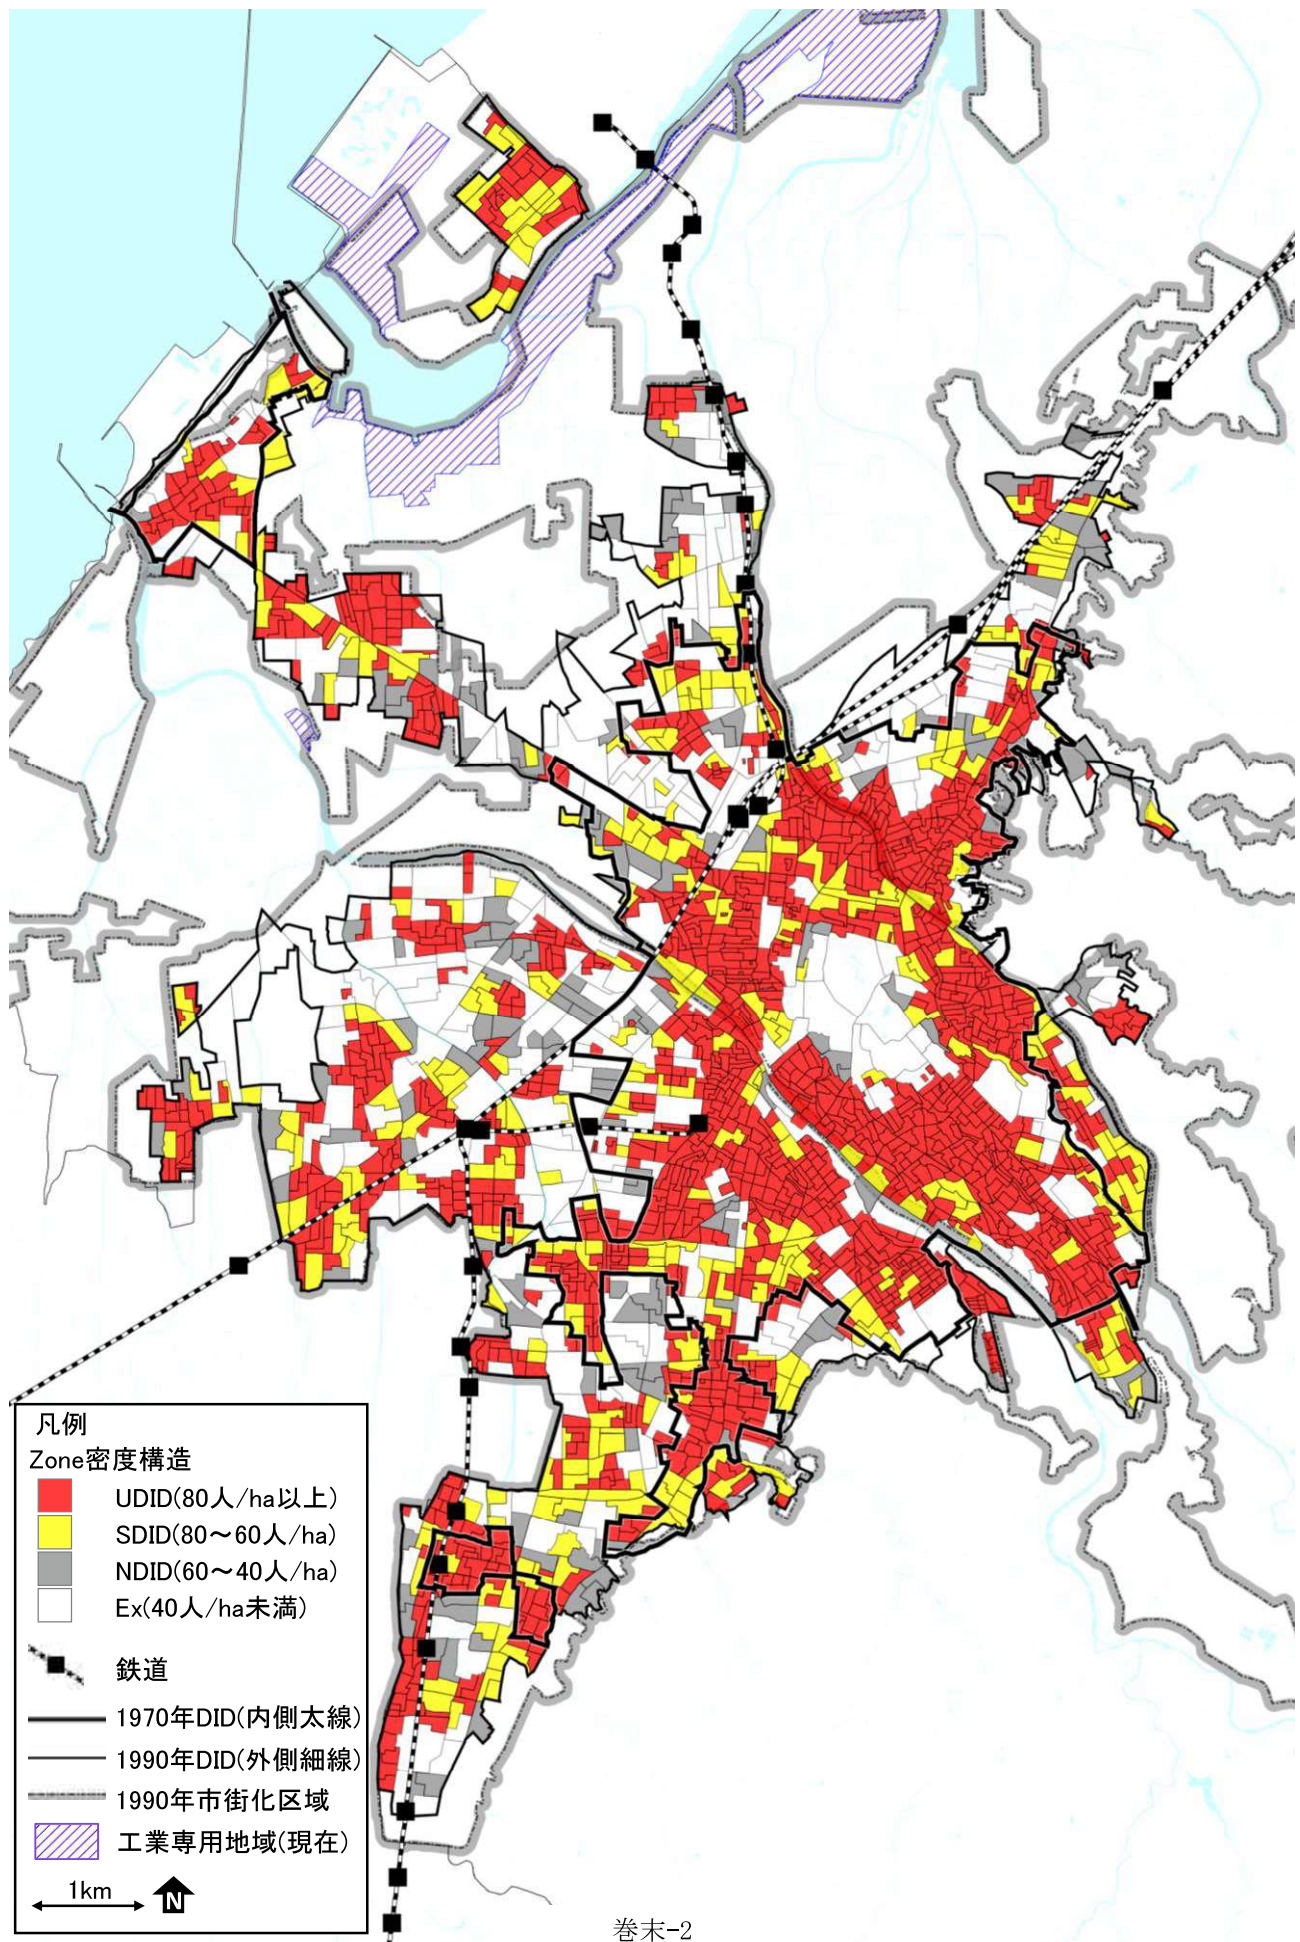 凡例
Zone密度構造
UDID(80人/ha以上)
SDID(80～60人/ha)
NDID(60～40人/ha)
Ex(40人/ha未満)
鉄道
1970年DID(内側太線)
1990年DID(外側細線)
1990年市街化区域
工業専用地域(現在)
1km
N
巻末-2